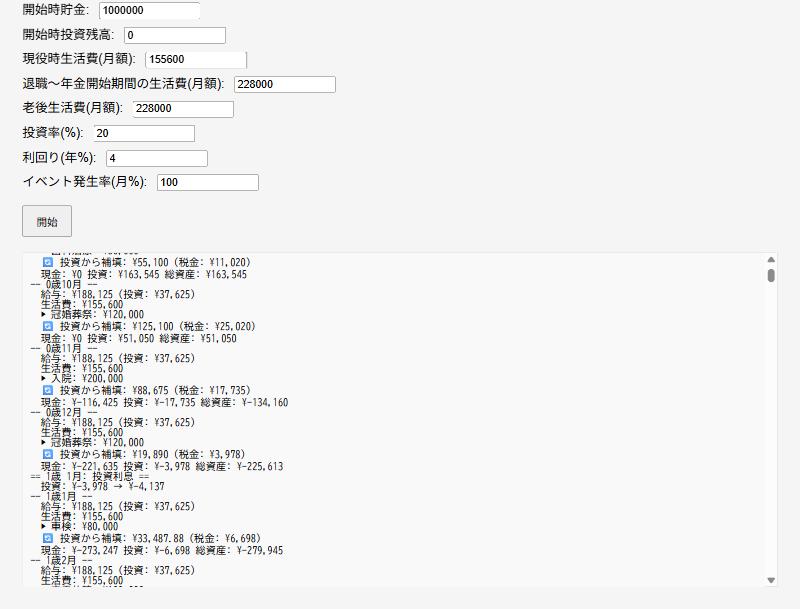 開始時貯金: 1000000
開始時投資残高: 0
現役時生活費(月額): 155600
退職～年金開始期間の生活費(月額): 228000
老後生活費(月額): 228000
投資率(%): 20
利回り(年%): 4
イベント発生率(月%): 100
開始
投資から補填: ¥55,100 (税金: ¥11,020)
現金: ¥0 投資: ¥163,545 総資産: ¥163,545
-- 0歳10月 --
給与: ¥188,125 (投資: ¥37,625)
生活費: ¥155,600
▶ 冠婚葬祭: ¥120,000
投資から補填: ¥125,100 (税金: ¥25,020)
現金: ¥0 投資: ¥51,050 総資産: ¥51,050
-- 0歳11月 --
給与: ¥188,125 (投資: ¥37,625)
生活費: ¥155,600
▶ 入院: ¥200,000
投資から補填: ¥88,675 (税金: ¥17,735)
現金: ¥-116,425 投資: ¥-17,735 総資産: ¥-134,160
-- 0歳12月 --
給与: ¥188,125 (投資: ¥37,625)
生活費: ¥155,600
▶ 冠婚葬祭: ¥120,000
投資から補填: ¥19,890 (税金: ¥3,978)
現金: ¥-221,635 投資: ¥-3,978 総資産: ¥-225,613
== 1歳 1月: 投資利息 ==
投資: ¥-3,978 → ¥-4,137
-- 1歳1月 --
給与: ¥188,125 (投資: ¥37,625)
生活費: ¥155,600
▶ 車検: ¥80,000
投資から補填: ¥33,487.88 (税金: ¥6,698)
現金: ¥-273,247 投資: ¥-6,698 総資産: ¥-279,945
-- 1歳2月 --
給与: ¥188,125 (投資: ¥37,625)
生活費: ¥155,600